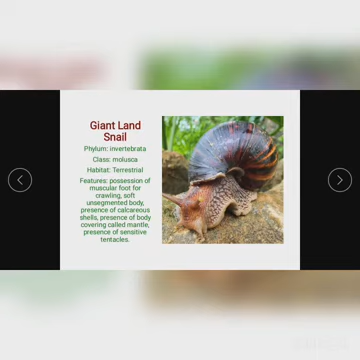 Giant Land
Snail
Phylum: invertebrata
Class: molusca
Habitat: Terrestrial
Features: possession of
muscular foot for
crawling, soft
unsegmented body,
presence of calcareous
shells, presence of body
covering called mantle,
presence of sensitive
tentacles.